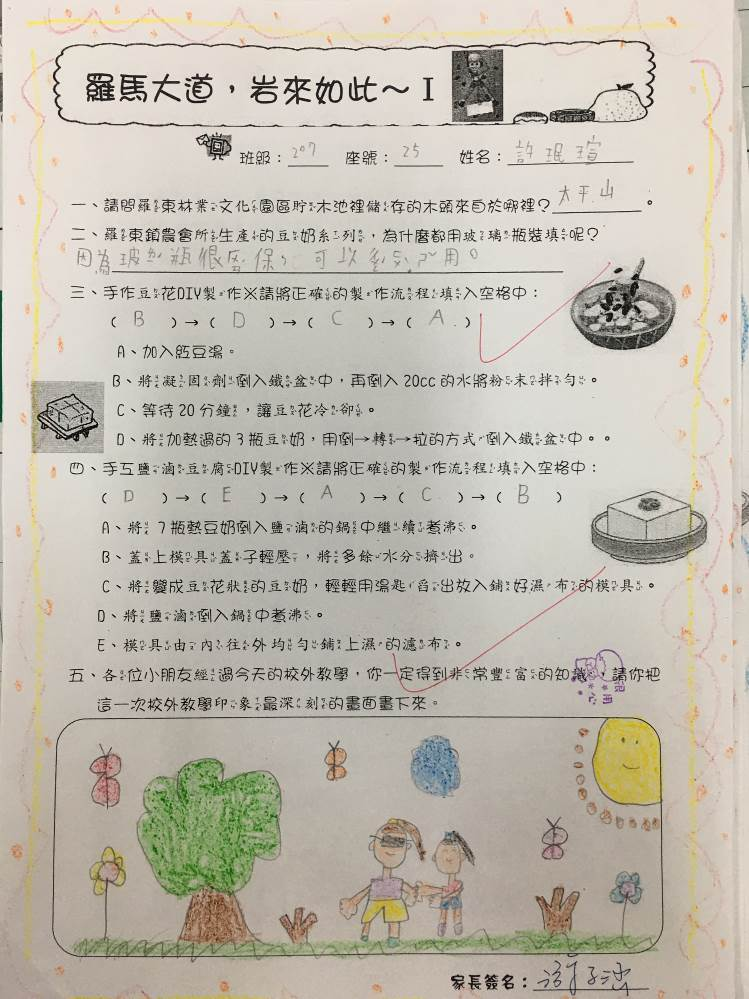 羅馬大道，岩來如此～Ⅰ
班級：207 座號：25 姓名：許珉瑄
一、請問羅東林業文化園區貯木池裡儲存的木頭來自於哪裡？太平山。
二、羅東鎮農會所生產的豆奶系列，為什麼都用玻璃瓶裝填呢？
因為玻ㄌㄧˊ瓶很環保，可以用。
三、手作豆花DIY製作※請將正確的製作流程填入空格中：
（ B ）→（ D ）→（ C ）→（ A ）
A、加入紅豆湯。
B、將凝固劑倒入鐵盆中，再倒入20cc的水將粉末拌勻。
C、等待20分鐘，讓豆花冷卻。
D、將加熱過的3瓶豆奶，用倒→轉→拉的方式倒入鐵盆中。。
四、手互鹽滷豆腐DIY製作※請將正確的製作流程填入空格中：
（ D ）→（ E ）→（ A ）→（ C ）→（ B ）
A、將7瓶熱豆奶倒入鹽滷的鍋中繼續煮沸。
B、蓋上模具蓋子輕壓，將多餘水分擠出。
C、將變成豆花狀的豆奶，輕輕用湯匙舀出放入鋪好濕布的模具。
D、將鹽滷倒入鍋中煮沸。
E、模具由內往外均勻鋪上濕的濾布。
五、各位小朋友經過今天的校外教學，你一定得到非常豐富的知識，請你把
這一次校外教學印象最深刻的畫面畫下來。
很用心
家長簽名：